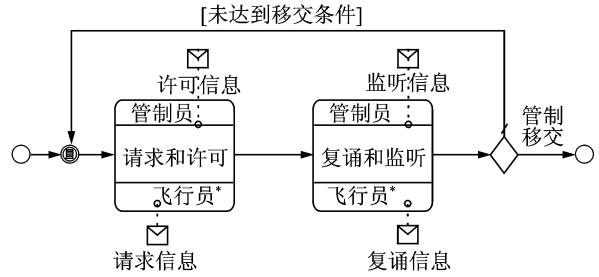 [未达到移交条件]
许可信息
监听信息
管制员
管制员
管制
移交
请求和许可
复诵和监听
飞行员*
飞行员*
请求信息
复诵信息